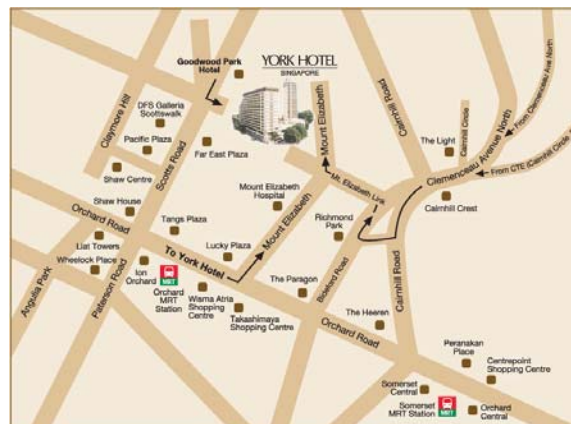 Goodwood Park
Hotel
YORK HOTEL
SINGAPORE
Claymore Hill
DFS Galleria
Scottswalk
Pacific Plaza
Scotts Road
Far East Plaza
Shaw Centre
Shaw House
Orchard Road
Tangs Plaza
Liat Towers
Wheelock Place
Angullia Park
Paterson Road
Ion
Orchard
MRT
Orchard
MRT
Station
To York Hotel
Lucky Plaza
Wisma Atria
Shopping
Centre
Takashimaya
Shopping Centre
Mount Elizabeth
Hospital
Mount Elizabeth
Mount Elizabeth
Mt. Elizabeth Link
Richmond
Park
The Paragon
Bideford Road
Cairnhill Road
Cairnhill Circle
The Light
Clemenceau Avenue North
From Clemenceau Ave North
From CTE (Cairnhill Circle,
Cairnhill Crest
Cairnhill Road
The Heeren
Orchard Road
Peranakan
Place
Centrepoint
Shopping Centre
Somerset
Central
Somerset
MRT Station
MRT
Orchard
Central